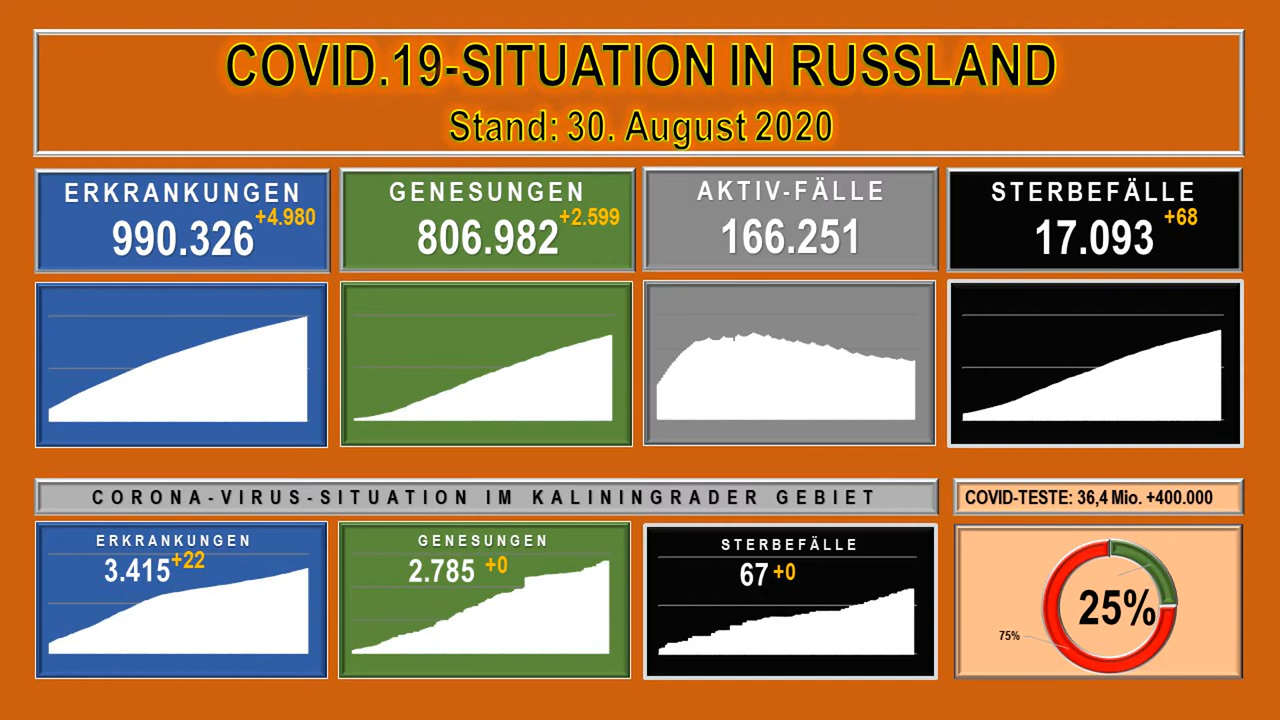 COVID.19-SITUATION IN RUSSLAND
Stand: 30. August 2020
ERKRANKUNGEN
990.326 +4.980
GENESUNGEN
806.982 +2.599
AKTIV-FÄLLE
166.251
STERBEFÄLLE
17.093 +68
CORONA-VIRUS-SITUATION IM KALININGRADER GEBIET
COVID-TESTE: 36,4 Mio. +400.000
ERKRANKUNGEN
3.415 +22
GENESUNGEN
2.785 +0
STERBEFÄLLE
67 +0
25%
75%